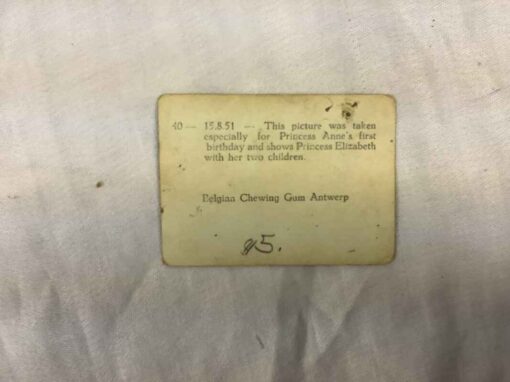 40 — 15.8.51 — This picture was taken
especially for Princess Anne's first
birthday and shows Princess Elizabeth
with her two children.
Belgian Chewing Gum Antwerp
5.